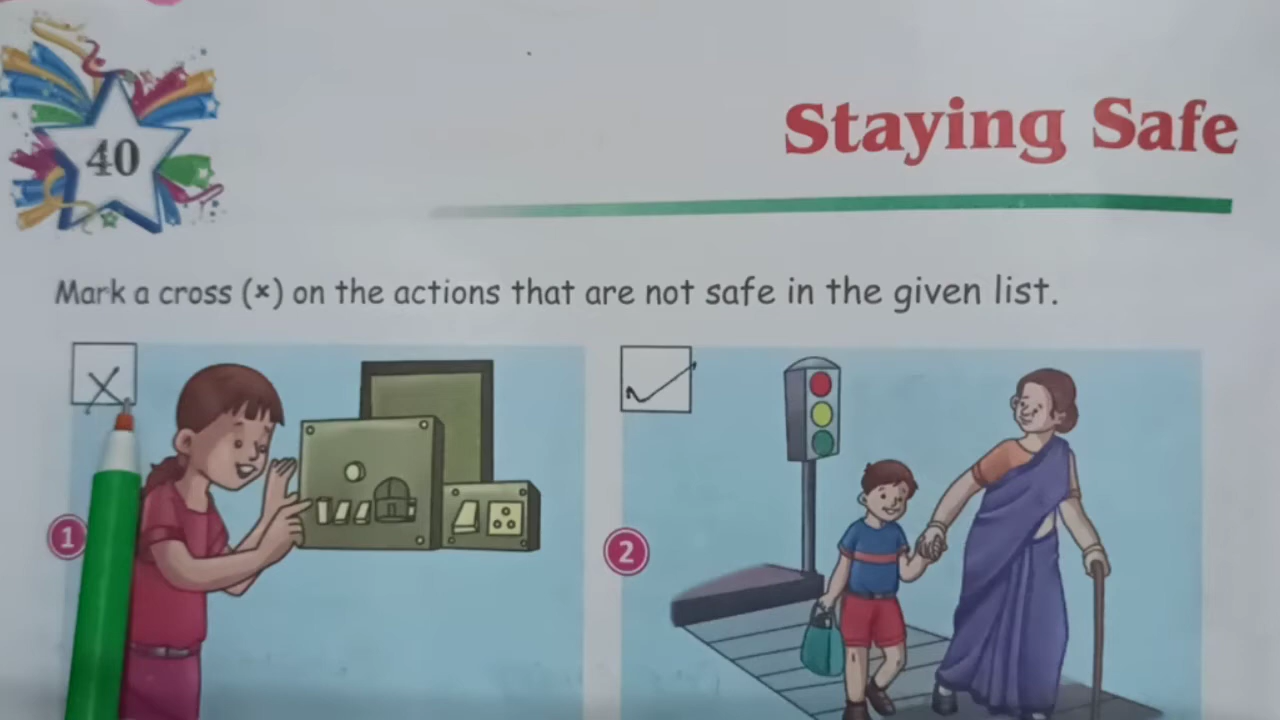 40
Staying Safe
Mark a cross (×) on the actions that are not safe in the given list.
1
2